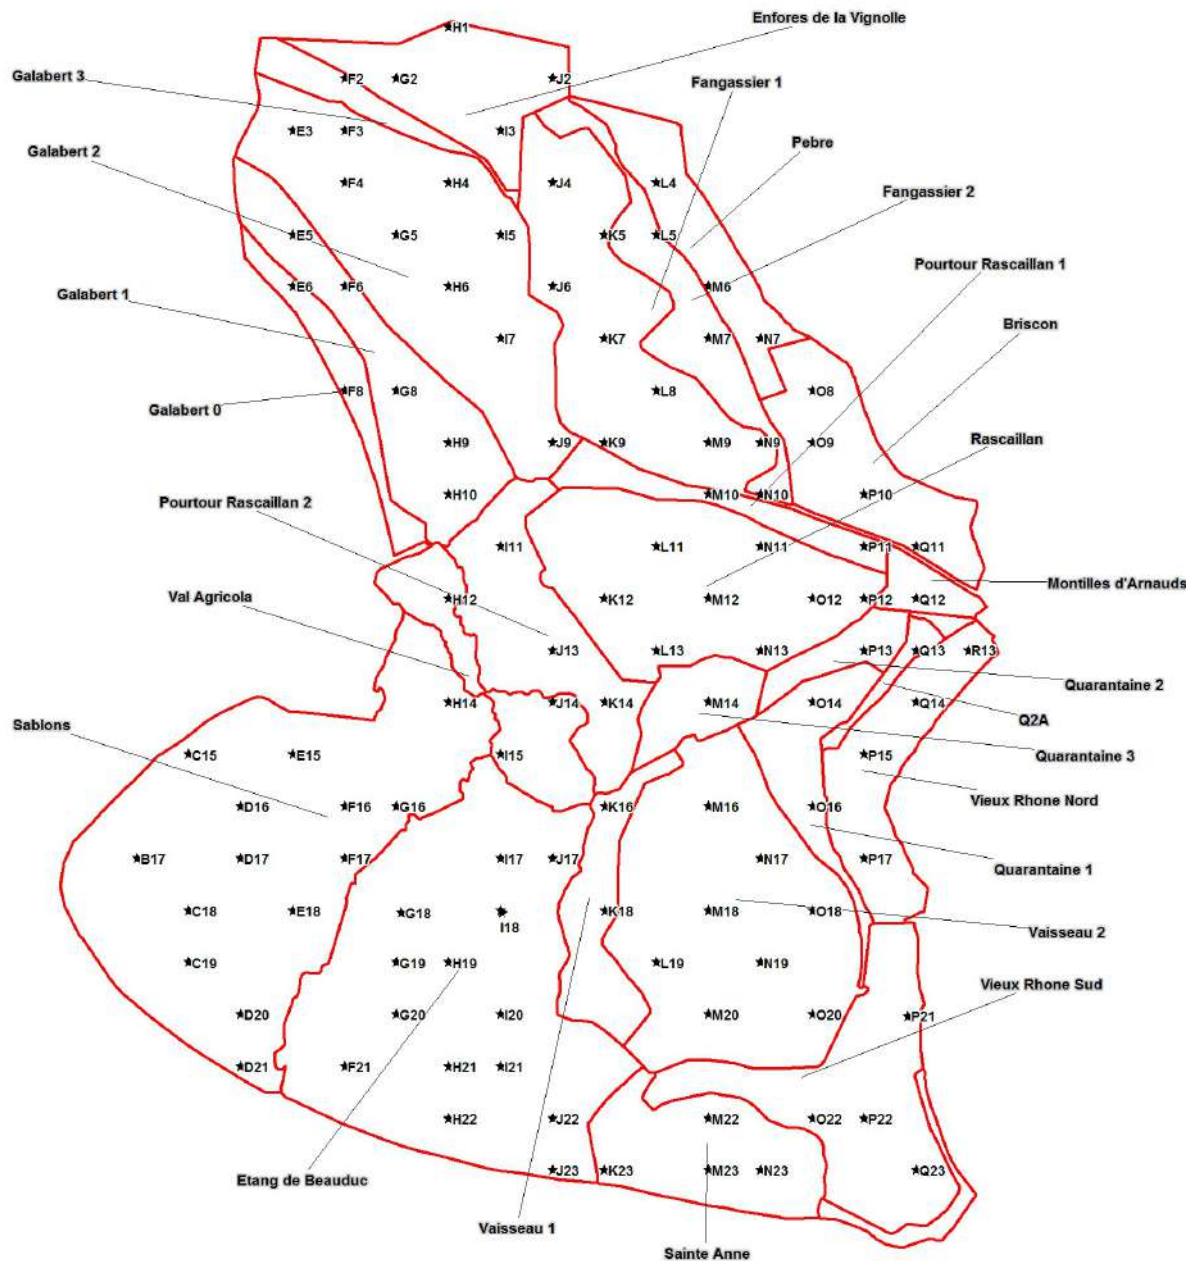 H1
Enfores de la Vignolle
Galabert 3
F2 G2 J2
Fangassier 1
E3 F3 I3
Pebre
Galabert 2
F4 H4 J4 L4
Fangassier 2
E5 G5 I5 K5 L5
Pourtour Rascaillan 1
Galabert 1
E6 F6 H6 J6 M6
Briscon
I7 K7 M7 N7
Galabert 0
F8 G8 L8 O8
Rascaillan
H9 J9 K9 M9 N9 O9
Pourtour Rascaillan 2
H10 M10 N10 P10
I11 L11 N11 P11 Q11
Montilles d'Arnauds
Val Agricola
H12 K12 M12 O12 P12 Q12
J13 L13 N13 P13 Q13 R13
Quarantaine 2
H14 J14 K14 M14 O14 Q14
Q2A
Sablons
C15 E15 I15 P15
Quarantaine 3
D16 F16 G16 K16 M16 O16
Vieux Rhone Nord
B17 D17 F17 I17 J17 N17 P17
Quarantaine 1
C18 E18 G18 I18 K18 M18 O18
Vaisseau 2
C19 G19 H19 L19 N19
Vieux Rhone Sud
D20 G20 I20 M20 O20 P21
D21 F21 H21 I21
H22 J22 M22 O22 P22
J23 K23 M23 N23 Q23
Etang de Beauduc
Vaisseau 1
Sainte Anne